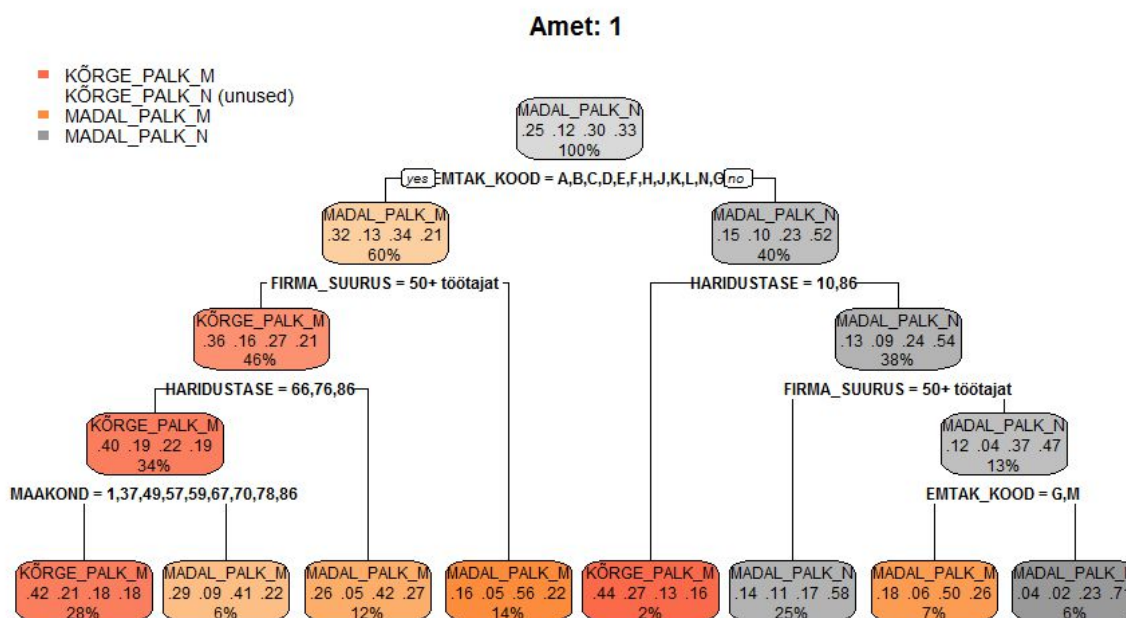 Amet: 1
KÕRGE_PALK_M
KÕRGE_PALK_N (unused)
MADAL_PALK_M
MADAL_PALK_N
MADAL_PALK_N
.25 .12 .30 .33
100%
yes EMTAK_KOOD = A,B,C,D,E,F,H,J,K,L,N,G no
MADAL_PALK_M
.32 .13 .34 .21
60%
MADAL_PALK_N
.15 .10 .23 .52
40%
FIRMA_SUURUS = 50+ töötajat
HARIDUSTASE = 10,86
KÕRGE_PALK_M
.36 .16 .27 .21
46%
MADAL_PALK_N
.13 .09 .24 .54
38%
HARIDUSTASE = 66,76,86
FIRMA_SUURUS = 50+ töötajat
KÕRGE_PALK_M
.40 .19 .22 .19
34%
MADAL_PALK_N
.12 .04 .37 .47
13%
MAAKOND = 1,37,49,57,59,67,70,78,86
EMTAK_KOOD = G,M
KÕRGE_PALK_M
.42 .21 .18 .18
28%
MADAL_PALK_M
.29 .09 .41 .22
6%
MADAL_PALK_M
.26 .05 .42 .27
12%
MADAL_PALK_M
.16 .05 .56 .22
14%
KÕRGE_PALK_M
.44 .27 .13 .16
2%
MADAL_PALK_N
.14 .11 .17 .58
25%
MADAL_PALK_M
.18 .06 .50 .26
7%
MADAL_PALK_
.04 .02 .23 .71
6%